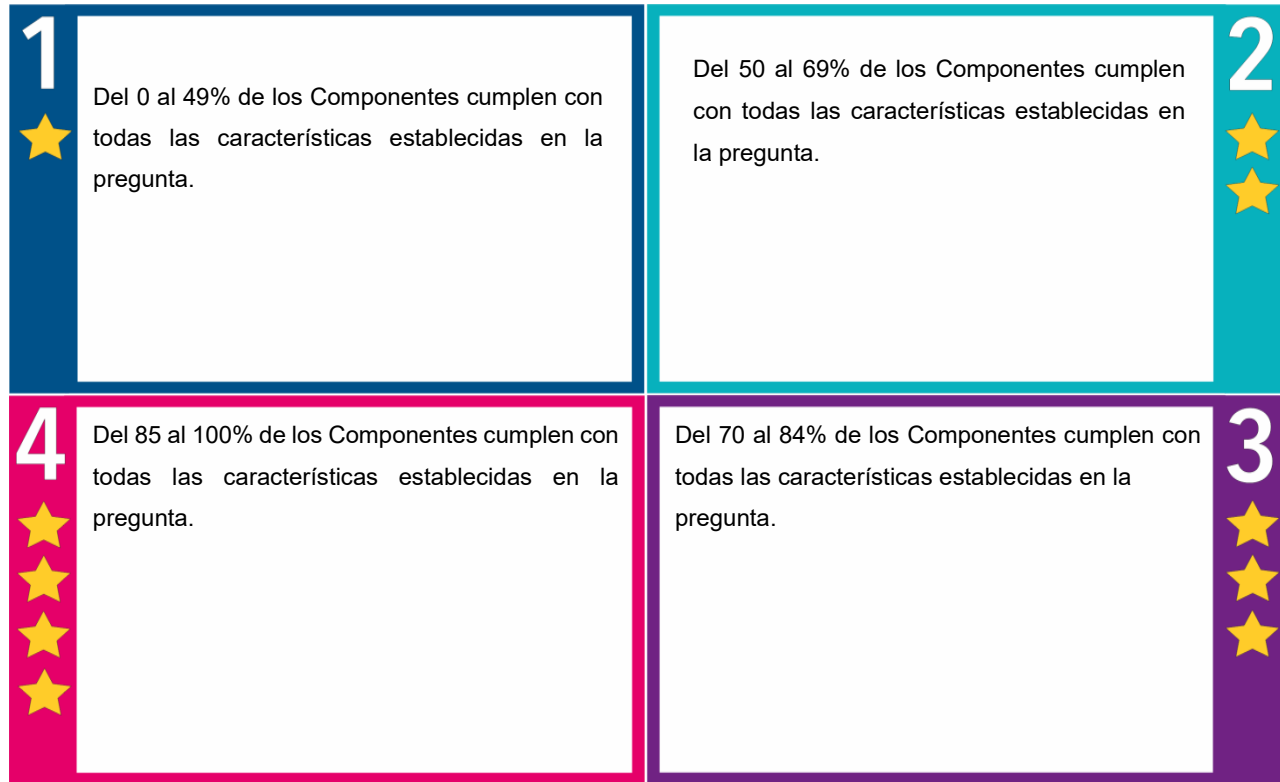 1
Del 0 al 49% de los Componentes cumplen con
todas las características establecidas en la
pregunta.
2
Del 50 al 69% de los Componentes cumplen
con todas las características establecidas en
la pregunta.
4
Del 85 al 100% de los Componentes cumplen con
todas las características establecidas en la
pregunta.
3
Del 70 al 84% de los Componentes cumplen con
todas las características establecidas en la
pregunta.